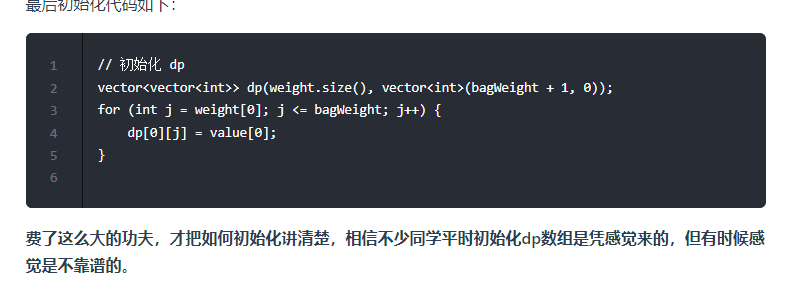 最后初始化代码如下：
1 // 初始化 dp
2 vector<vector<int>> dp(weight.size(), vector<int>(bagWeight + 1, 0));
3 for (int j = weight[0]; j <= bagWeight; j++) {
4     dp[0][j] = value[0];
5 }
6
费了这么大的功夫，才把如何初始化讲清楚，相信不少同学平时初始化dp数组是凭感觉来的，但有时候感
觉是不靠谱的。